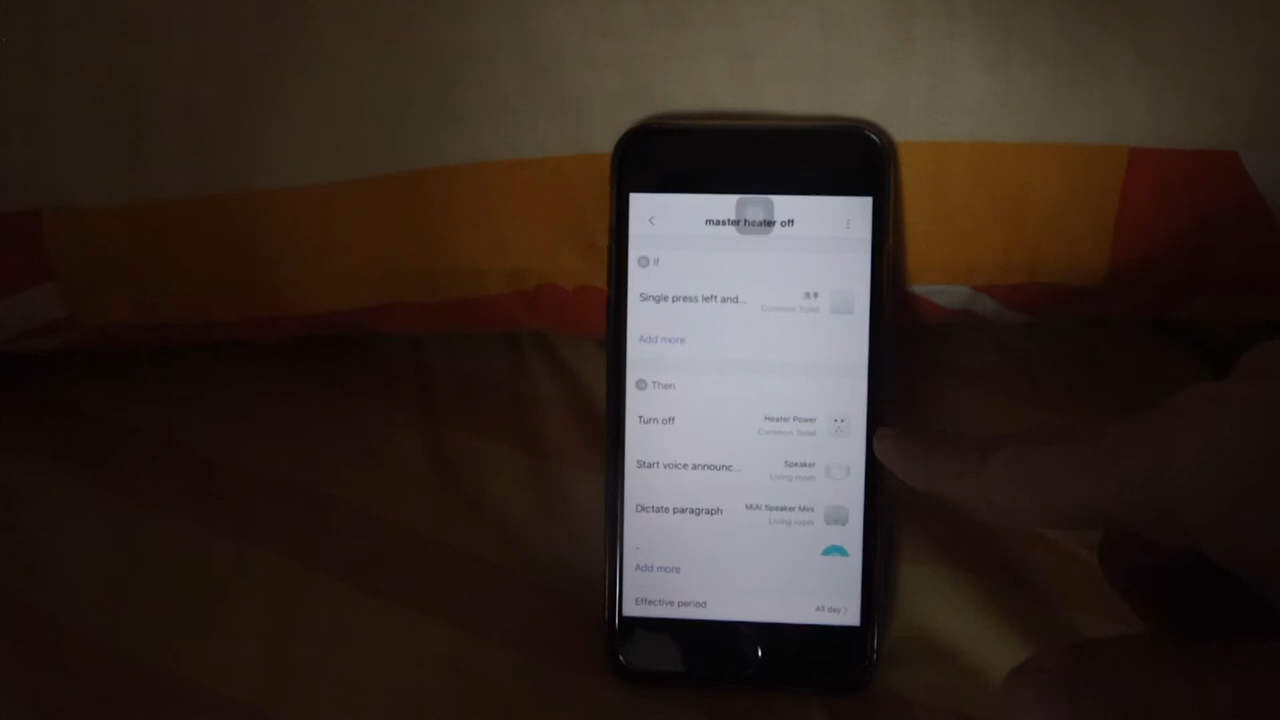 master heater off
If
Single press left and...
洗手
Common Toilet
Add more
Then
Turn off
Heater Power
Common Toilet
Start voice announc...
Speaker
Living room
Dictate paragraph
MiAI Speaker Mini
Living room
Add more
Effective period
All day